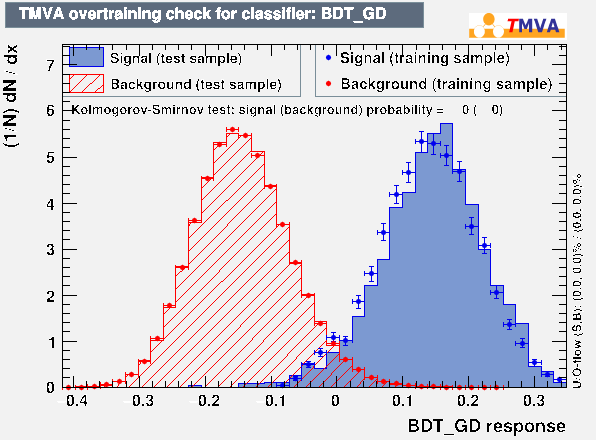 TMVA overtraining check for classifier: BDT_GD
TMVA
(1/N) dN / dx
7
6
5
4
3
2
1
0
Signal (test sample)
Background (test sample)
Signal (training sample)
Background (training sample)
Kolmogorov-Smirnov test: signal (background) probability = 0 ( 0)
U/O-flow (S,B): (0.0, 0.0)% / (0.0, 0.0)%
-0.4 -0.3 -0.2 -0.1 0 0.1 0.2 0.3
BDT_GD response